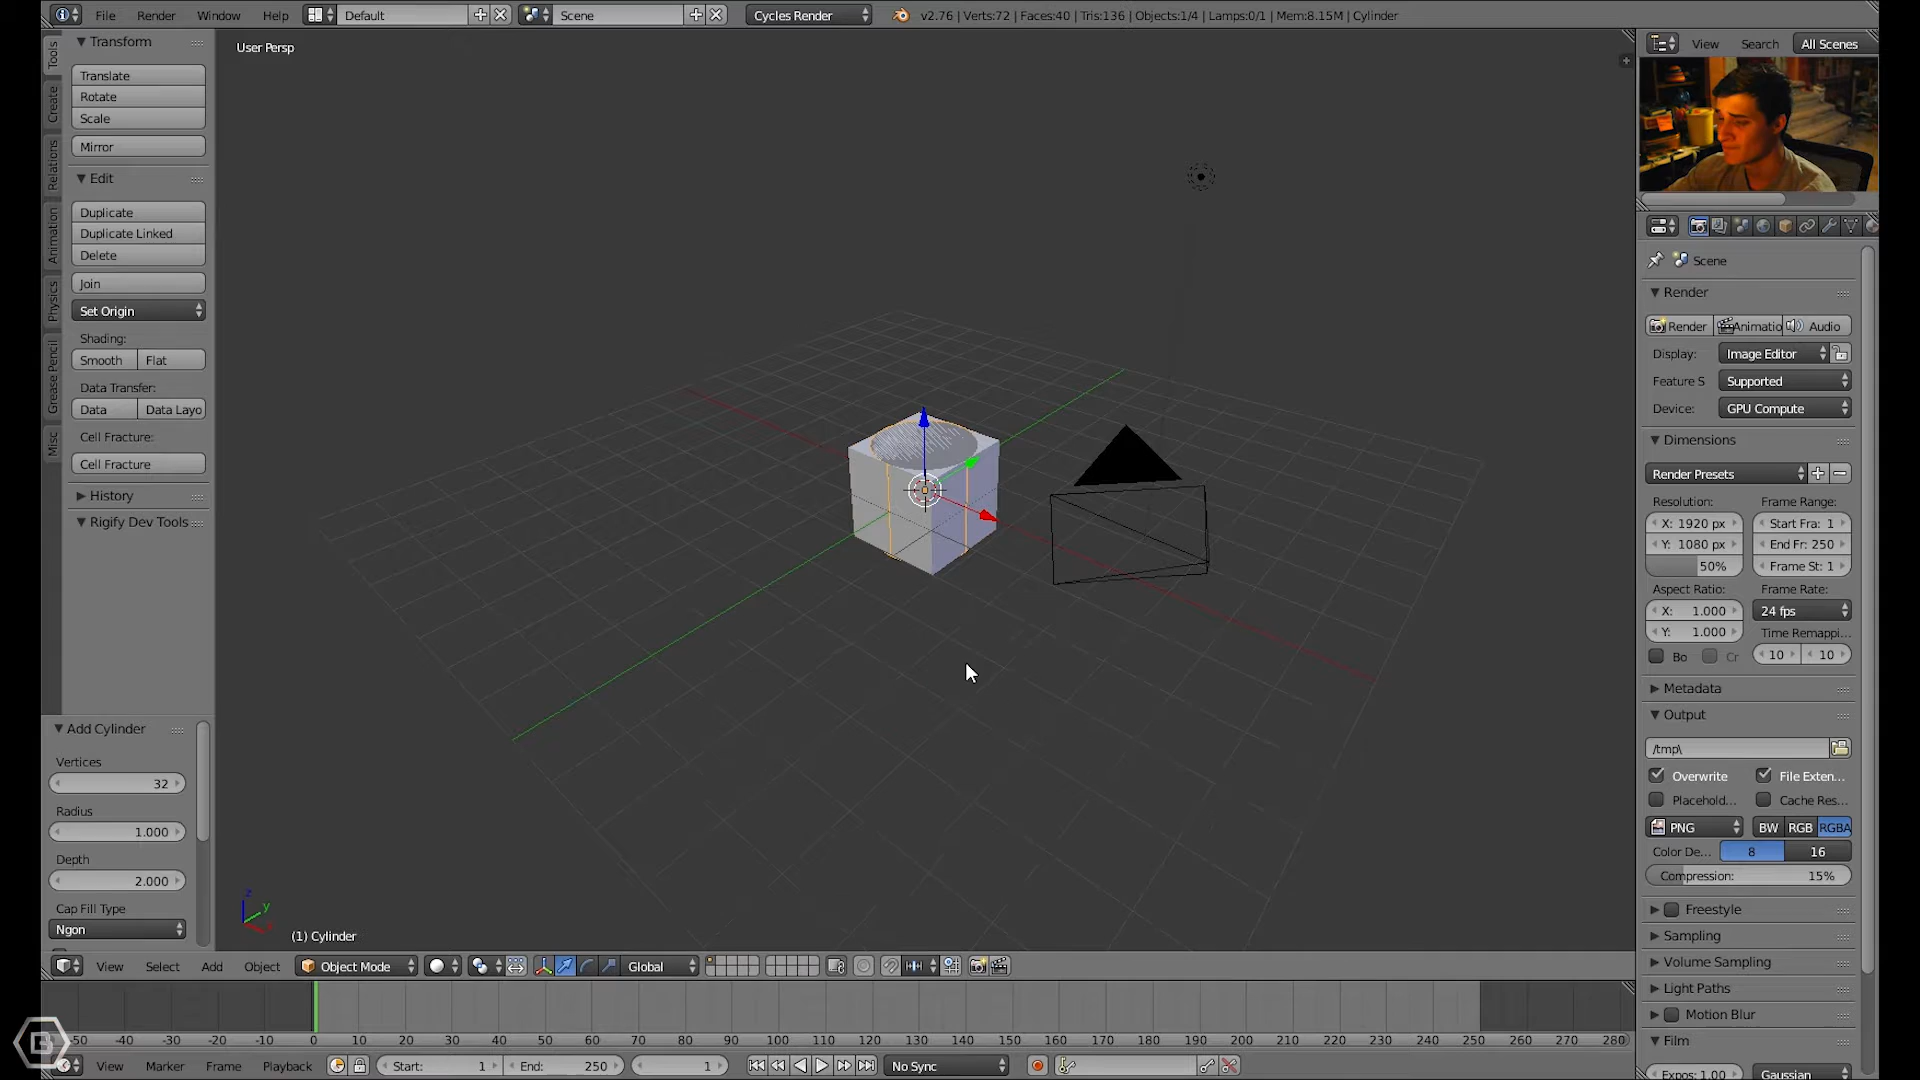 File Render Window Help Default Scene Cycles Render v2.76 | Verts:72 | Faces:40 | Tris:136 | Objects:1/4 | Lamps:0/1 | Mem:8.15M | Cylinder
Tools
Create
Relations
Animation
Physics
Grease Pencil
Misc
Transform
Translate
Rotate
Scale
Mirror
Edit
Duplicate
Duplicate Linked
Delete
Join
Set Origin
Shading:
Smooth Flat
Data Transfer:
Data Data Layo
Cell Fracture:
Cell Fracture
History
Rigify Dev Tools
Add Cylinder
Vertices
32
Radius
1.000
Depth
2.000
Cap Fill Type
Ngon
User Persp
z
y
x
(1) Cylinder
View Select Add Object Object Mode Global
-50 -40 -30 -20 -10 0 10 20 30 40 50 60 70 80 90 100 110 120 130 140 150 160 170 180 190 200 210 220 230 240 250 260 270 280
View Marker Frame Playback Start: 1 End: 250 1 No Sync
View Search All Scenes
Scene
Render
Render Animatio Audio
Display: Image Editor
Feature S Supported
Device: GPU Compute
Dimensions
Render Presets
Resolution: Frame Range:
X: 1920 px Start Fra: 1
Y: 1080 px End Fr: 250
50% Frame St: 1
Aspect Ratio: Frame Rate:
X: 1.000 24 fps
Y: 1.000 Time Remappi...
Bo Cr 10 10
Metadata
Output
/tmp\
Overwrite File Exten...
Placehold... Cache Res...
PNG BW RGB RGBA
Color De... 8 16
Compression: 15%
Freestyle
Sampling
Volume Sampling
Light Paths
Motion Blur
Film
Expos: 1.00 Gaussian